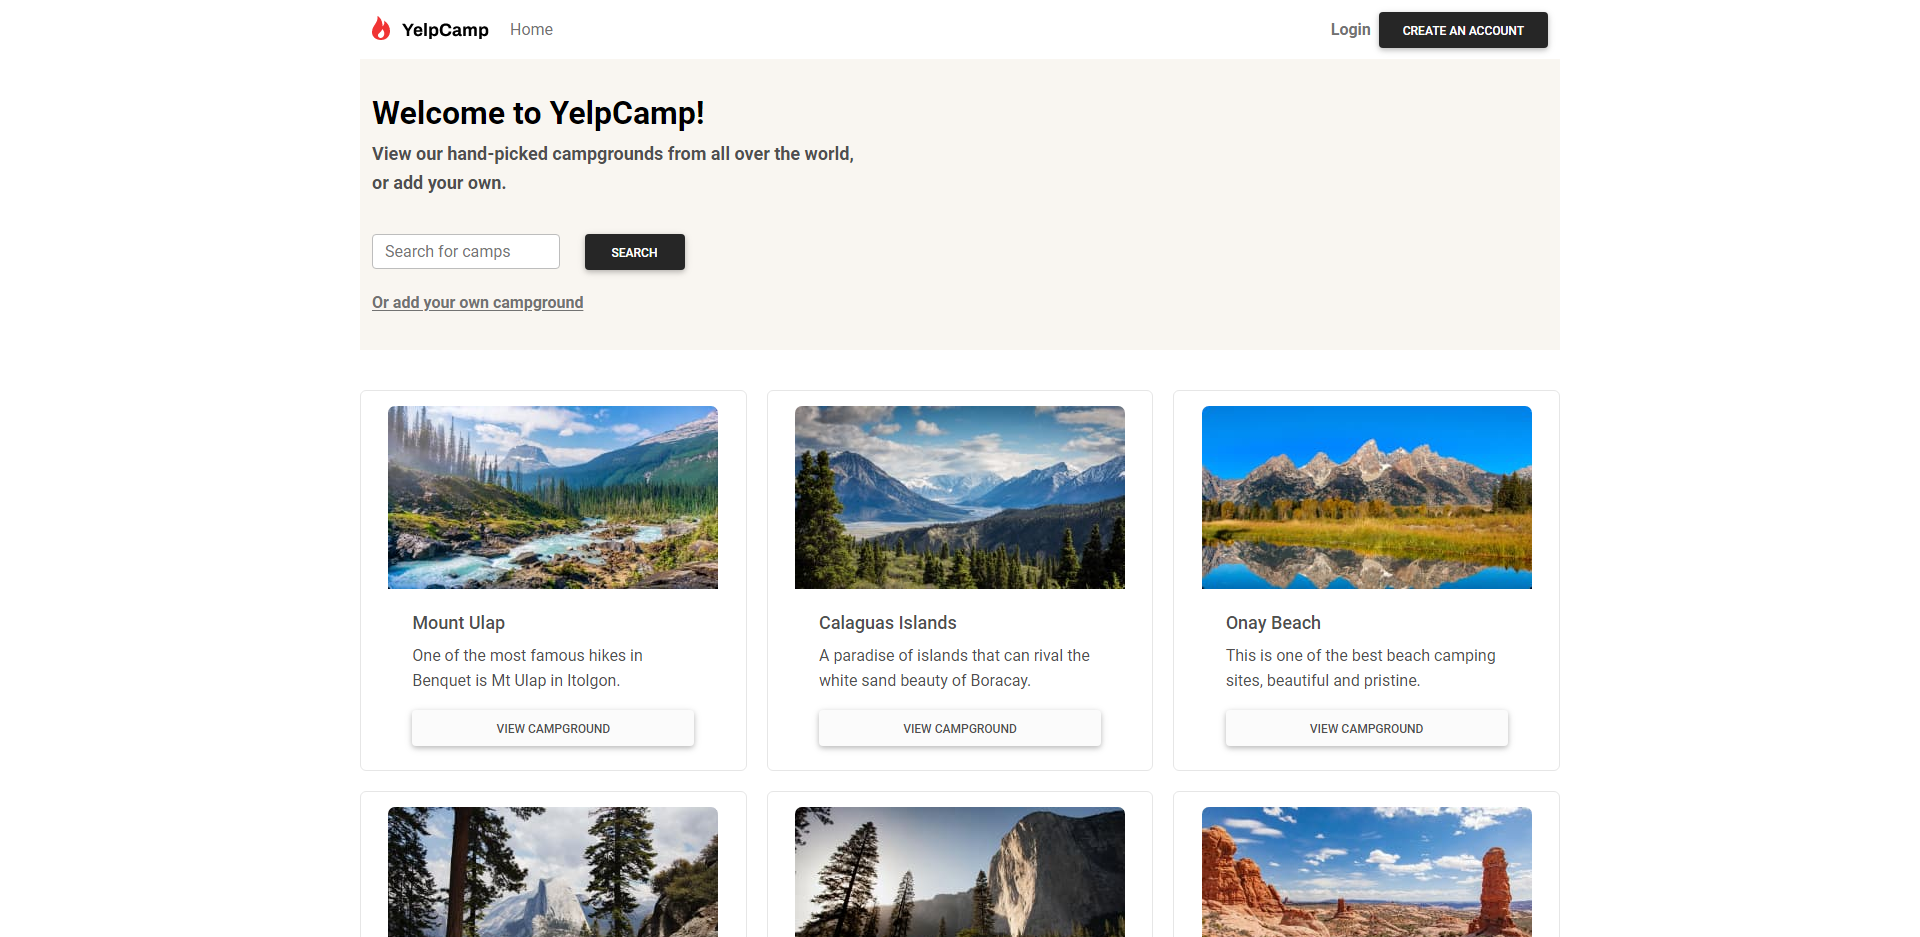 YelpCamp
Home
Login
CREATE AN ACCOUNT
Welcome to YelpCamp!
View our hand-picked campgrounds from all over the world,
or add your own.
Search for camps
SEARCH
Or add your own campground
Mount Ulap
One of the most famous hikes in
Benquet is Mt Ulap in Itolgon.
VIEW CAMPGROUND
Calaguas Islands
A paradise of islands that can rival the
white sand beauty of Boracay.
VIEW CAMPGROUND
Onay Beach
This is one of the best beach camping
sites, beautiful and pristine.
VIEW CAMPGROUND